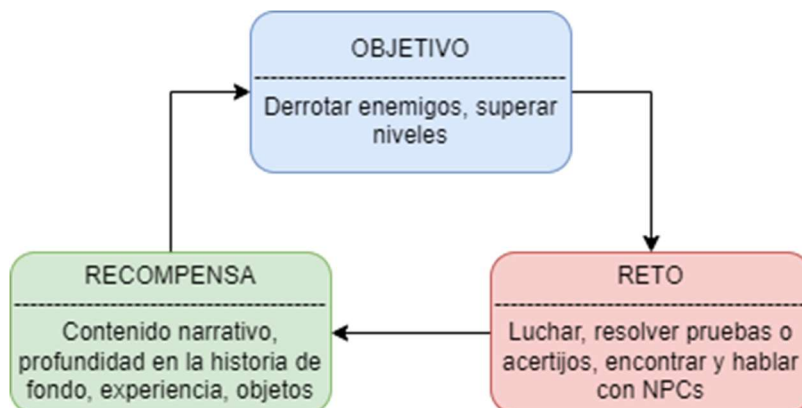 OBJETIVO
Derrotar enemigos, superar
niveles
RECOMPENSA
Contenido narrativo,
profundidad en la historia de
fondo, experiencia, objetos
RETO
Luchar, resolver pruebas o
acertijos, encontrar y hablar
con NPCs